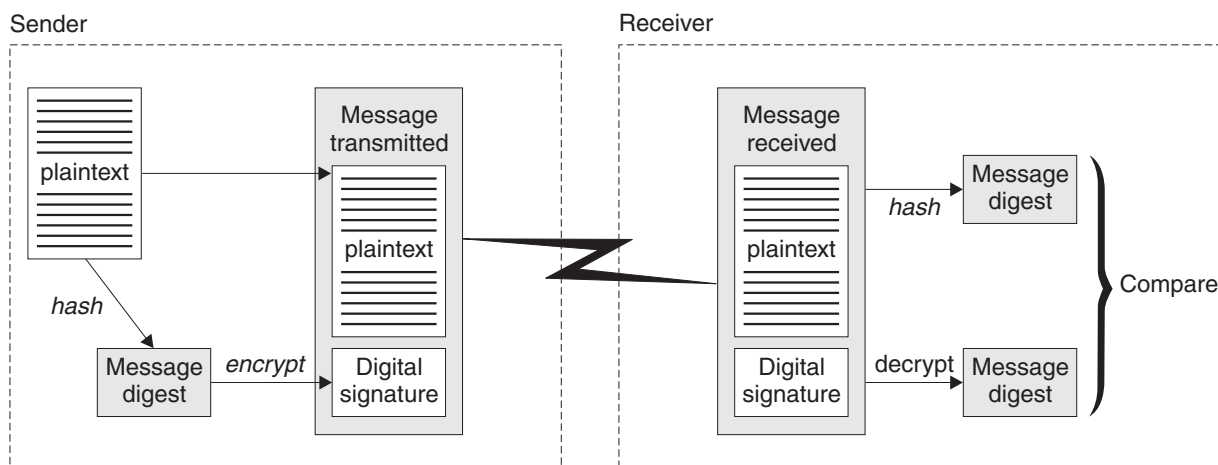 Sender
plaintext
hash
Message
digest
encrypt
Message
transmitted
plaintext
Digital
signature
Receiver
Message
received
plaintext
Digital
signature
hash
Message
digest
decrypt
Message
digest
Compare